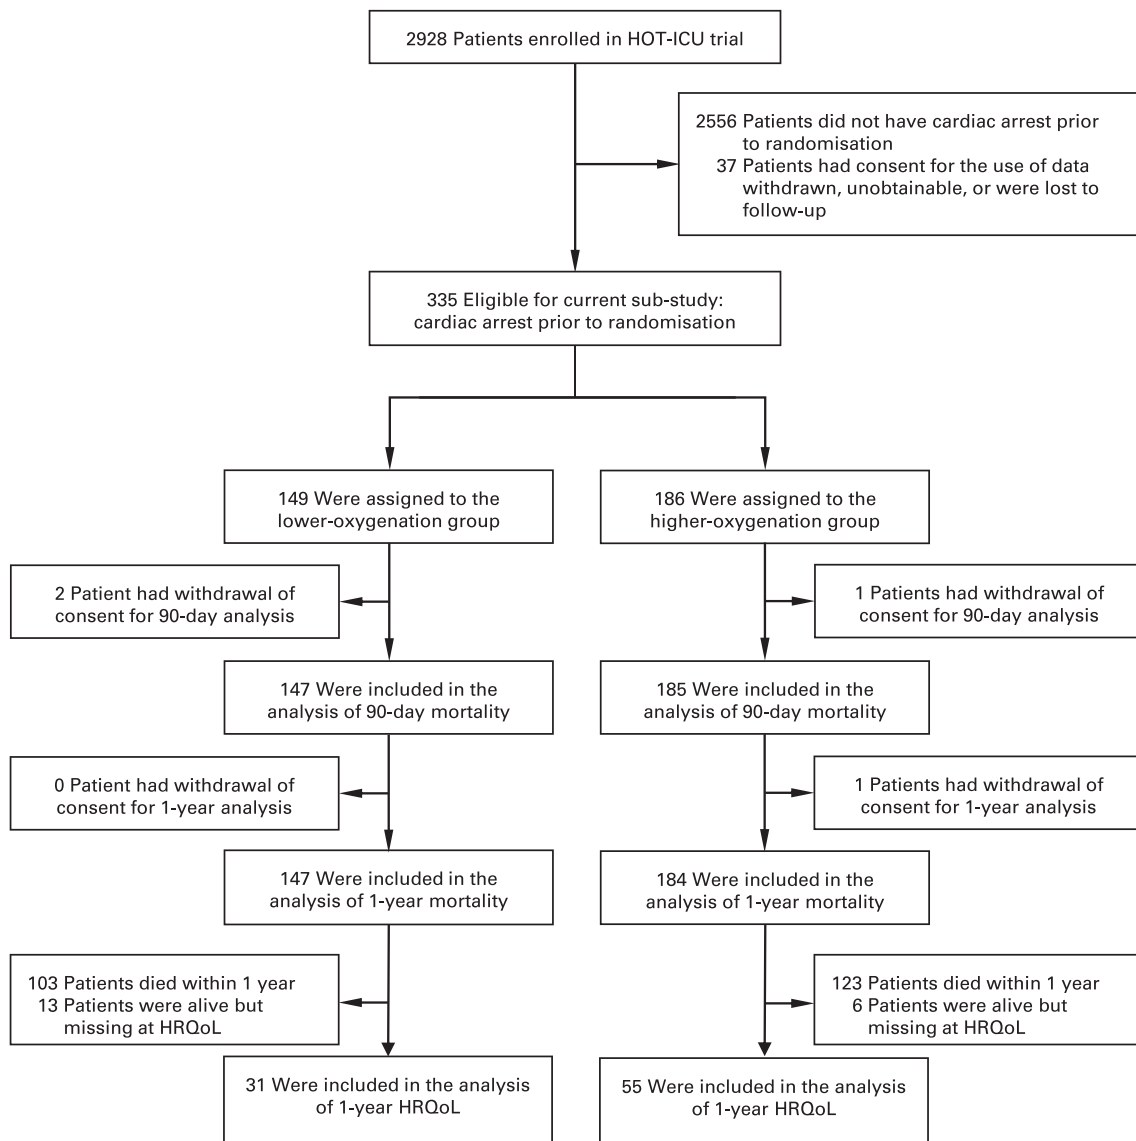 2928 Patients enrolled in HOT-ICU trial
2556 Patients did not have cardiac arrest prior
to randomisation
37 Patients had consent for the use of data
withdrawn, unobtainable, or were lost to
follow-up
335 Eligible for current sub-study:
cardiac arrest prior to randomisation
149 Were assigned to the
lower-oxygenation group
186 Were assigned to the
higher-oxygenation group
2 Patient had withdrawal of
consent for 90-day analysis
1 Patients had withdrawal of
consent for 90-day analysis
147 Were included in the
analysis of 90-day mortality
185 Were included in the
analysis of 90-day mortality
0 Patient had withdrawal of
consent for 1-year analysis
1 Patients had withdrawal of
consent for 1-year analysis
147 Were included in the
analysis of 1-year mortality
184 Were included in the
analysis of 1-year mortality
103 Patients died within 1 year
13 Patients were alive but
missing at HRQoL
123 Patients died within 1 year
6 Patients were alive but
missing at HRQoL
31 Were included in the analysis
of 1-year HRQoL
55 Were included in the analysis
of 1-year HRQoL